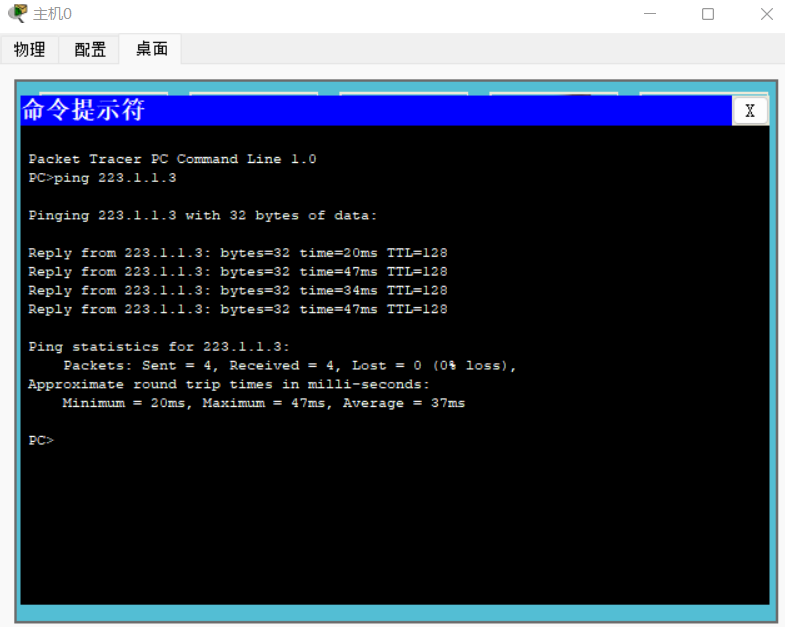 主机0
物理 配置 桌面
命令提示符
X
Packet Tracer PC Command Line 1.0
PC>ping 223.1.1.3
Pinging 223.1.1.3 with 32 bytes of data:
Reply from 223.1.1.3: bytes=32 time=20ms TTL=128
Reply from 223.1.1.3: bytes=32 time=47ms TTL=128
Reply from 223.1.1.3: bytes=32 time=34ms TTL=128
Reply from 223.1.1.3: bytes=32 time=47ms TTL=128
Ping statistics for 223.1.1.3:
Packets: Sent = 4, Received = 4, Lost = 0 (0% loss),
Approximate round trip times in milli-seconds:
Minimum = 20ms, Maximum = 47ms, Average = 37ms
PC>